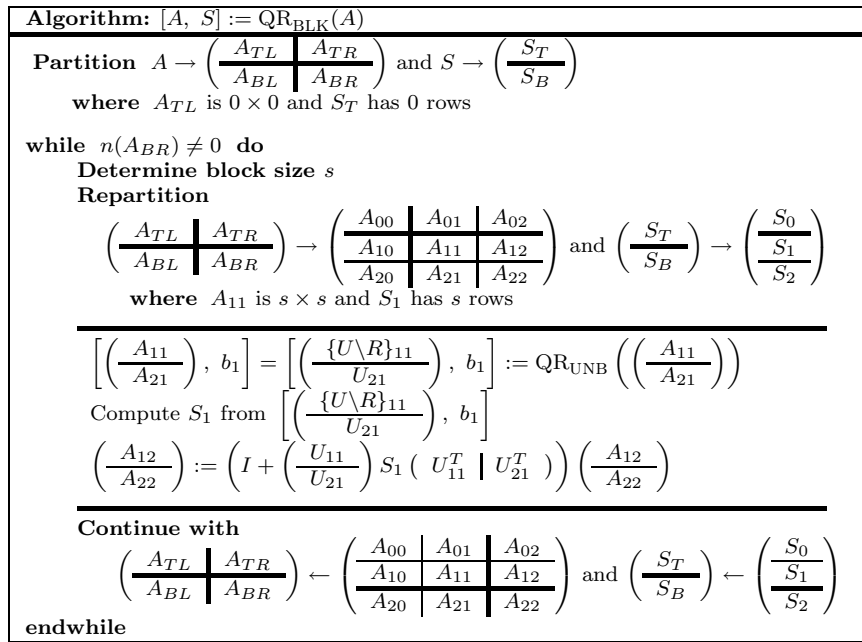 Algorithm: [A, S] := QR_BLK(A)
Partition A → ( A_TL | A_TR ; A_BL | A_BR ) and S → ( S_T ; S_B )
where A_TL is 0 × 0 and S_T has 0 rows
while n(A_BR) ≠ 0 do
Determine block size s
Repartition
( A_TL | A_TR ; A_BL | A_BR ) → ( A_00 | A_01 | A_02 ; A_10 | A_11 | A_12 ; A_20 | A_21 | A_22 ) and ( S_T ; S_B ) → ( S_0 ; S_1 ; S_2 )
where A_11 is s × s and S_1 has s rows
[ ( A_11 ; A_21 ), b_1 ] = [ ( {U\R}_11 ; U_21 ), b_1 ] := QR_UNB ( ( A_11 ; A_21 ) )
Compute S_1 from [ ( {U\R}_11 ; U_21 ), b_1 ]
( A_12 ; A_22 ) := ( I + ( U_11 ; U_21 ) S_1 ( U_11^T | U_21^T ) ) ( A_12 ; A_22 )
Continue with
( A_TL | A_TR ; A_BL | A_BR ) ← ( A_00 | A_01 | A_02 ; A_10 | A_11 | A_12 ; A_20 | A_21 | A_22 ) and ( S_T ; S_B ) ← ( S_0 ; S_1 ; S_2 )
endwhile